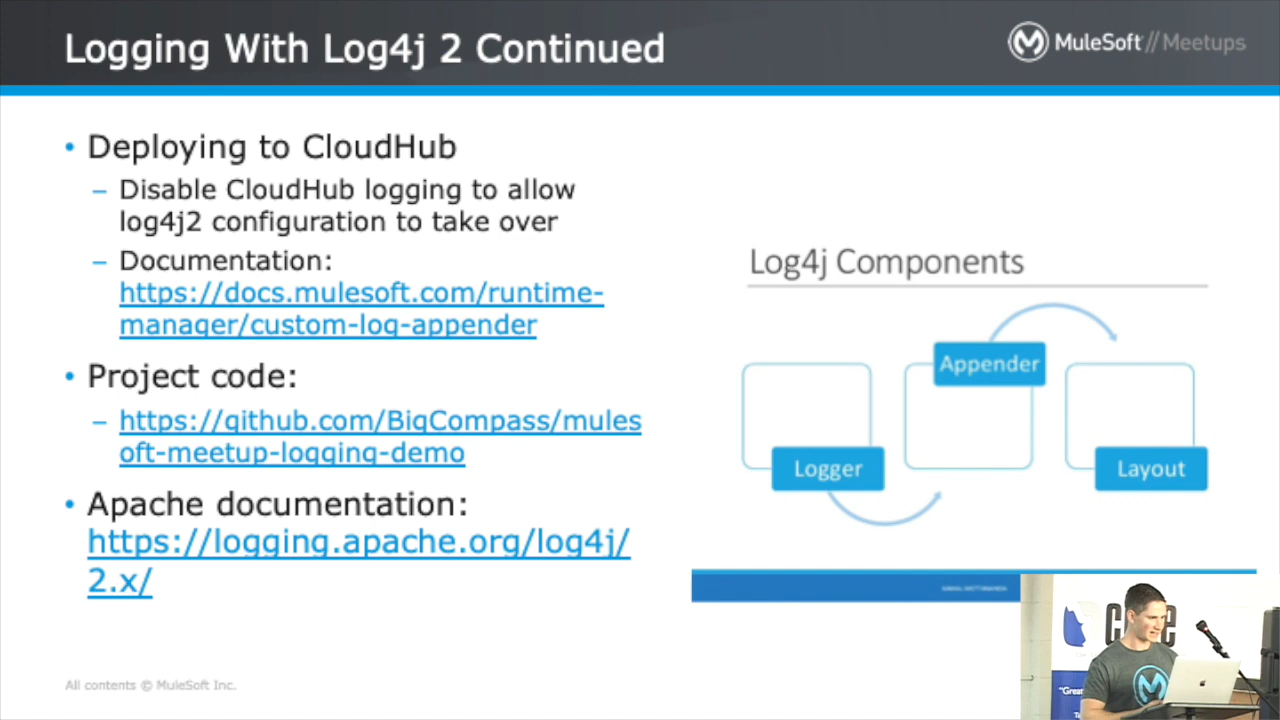 Logging With Log4j 2 Continued
MuleSoft // Meetups
• Deploying to CloudHub
– Disable CloudHub logging to allow
log4j2 configuration to take over
– Documentation:
https://docs.mulesoft.com/runtime-
manager/custom-log-appender
• Project code:
– https://github.com/BigCompass/mules
oft-meetup-logging-demo
• Apache documentation:
https://logging.apache.org/log4j/
2.x/
Log4j Components
Appender
Logger
Layout
"Great
All contents © MuleSoft Inc.